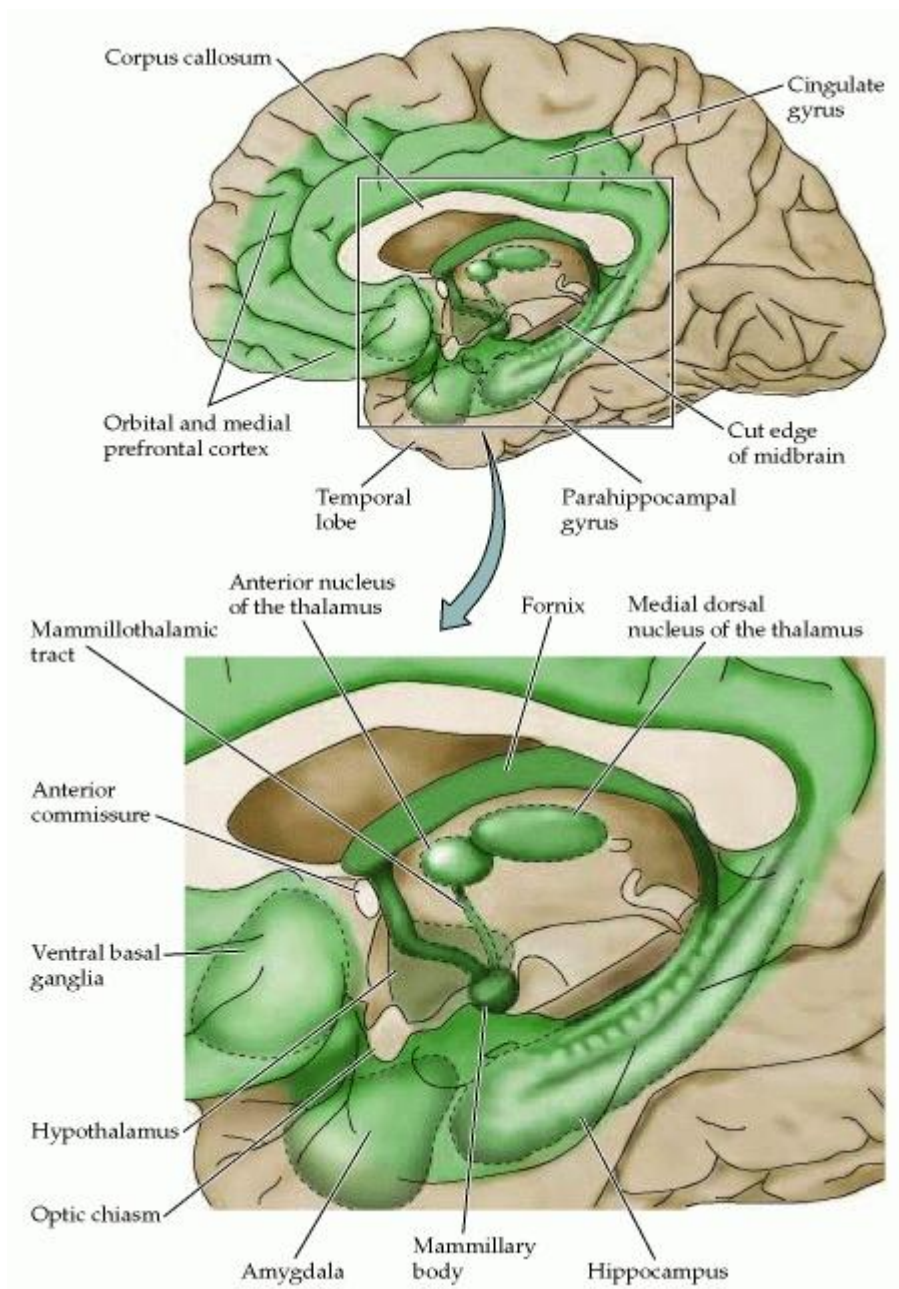 Corpus callosum
Cingulate
gyrus
Orbital and medial
prefrontal cortex
Cut edge
of midbrain
Temporal
lobe
Parahippocampal
gyrus
Anterior nucleus
of the thalamus
Fornix
Medial dorsal
nucleus of the thalamus
Mammillothalamic
tract
Anterior
commissure
Ventral basal
ganglia
Hypothalamus
Optic chiasm
Amygdala
Mammillary
body
Hippocampus